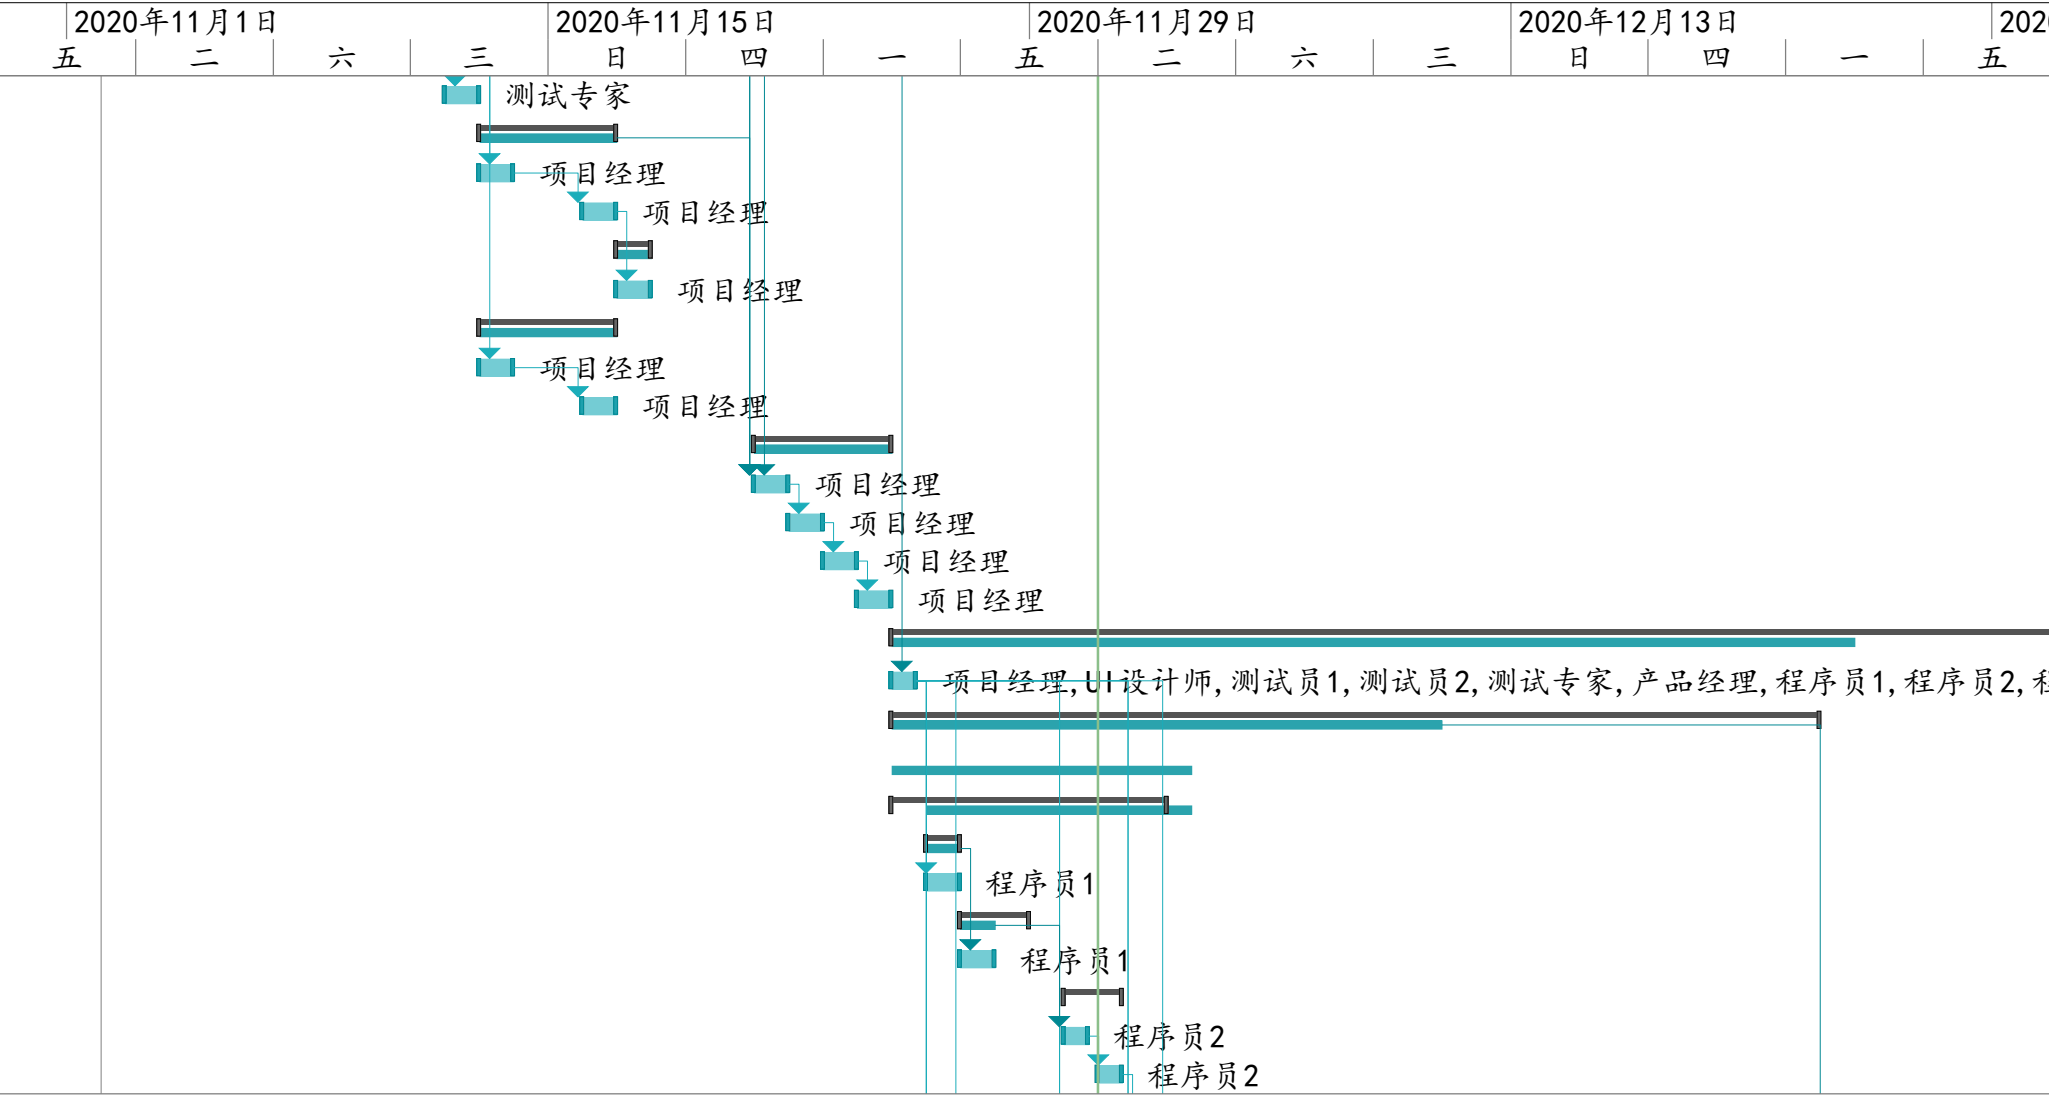 2020年11月1日 2020年11月15日 2020年11月29日 2020年12月13日 202
五 二 六 三 日 四 一 五 二 六 三 日 四 一 五
测试专家
项目经理
项目经理
项目经理
项目经理
项目经理
项目经理
项目经理
项目经理
项目经理
项目经理,UI设计师,测试员1,测试员2,测试专家,产品经理,程序员1,程序员2,程
程序员1
程序员1
程序员2
程序员2